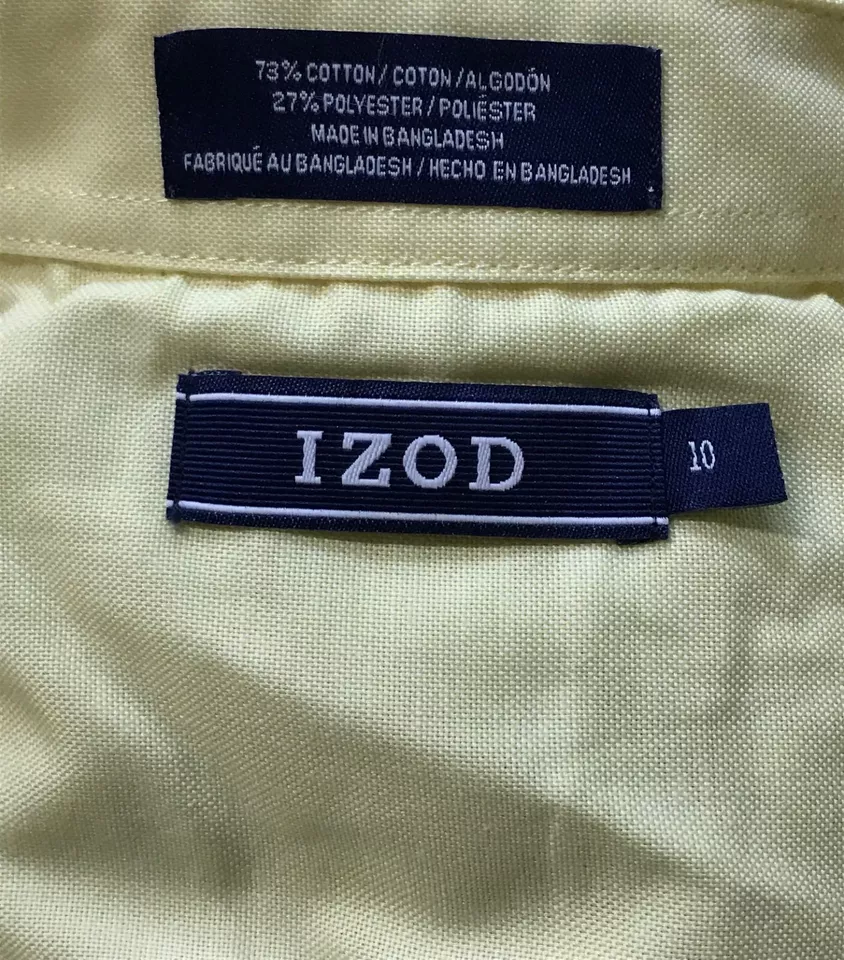 73% COTTON / COTON / ALGODÓN
27% POLYESTER / POLIÉSTER
MADE IN BANGLADESH
FABRIQUÉ AU BANGLADESH / HECHO EN BANGLADESH
IZOD
10